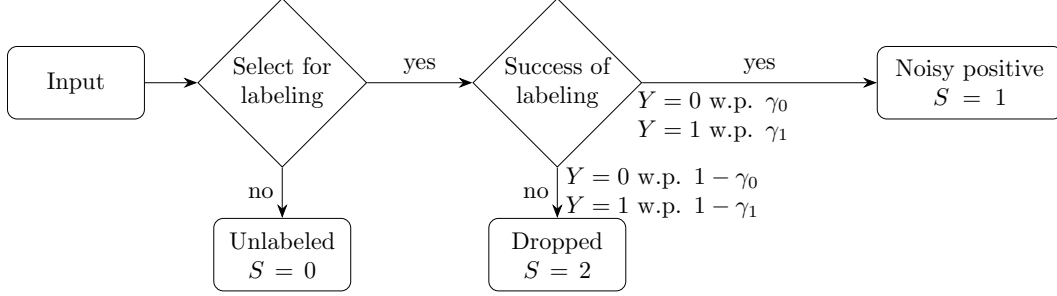 Input
Select for
labeling
yes
Success of
labeling
yes
Y = 0 w.p. γ₀
Y = 1 w.p. γ₁
Noisy positive
S = 1
no
Unlabeled
S = 0
no
Y = 0 w.p. 1 − γ₀
Y = 1 w.p. 1 − γ₁
Dropped
S = 2